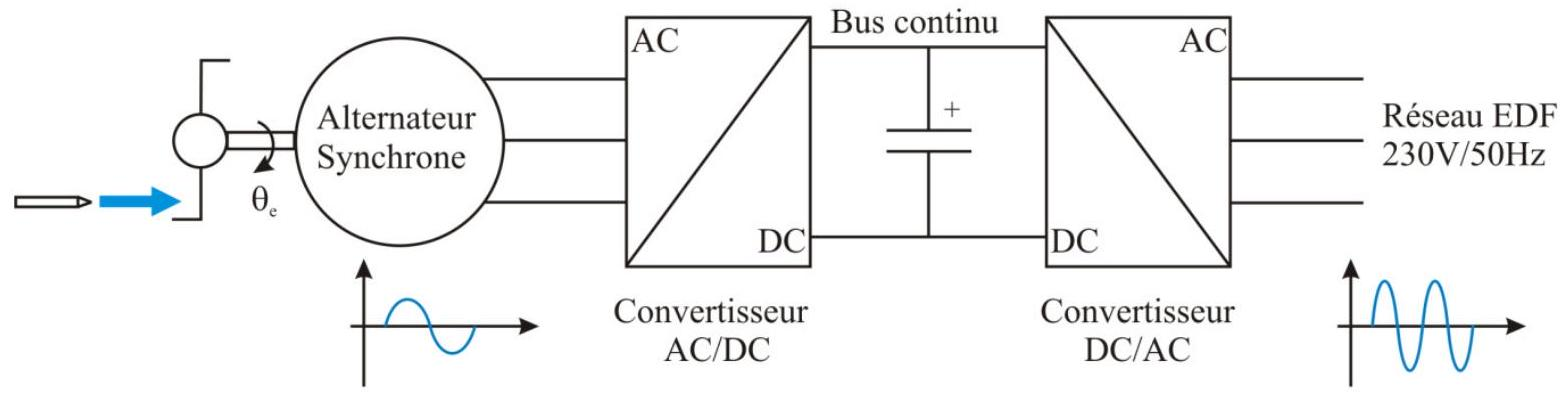 Bus continu
AC
AC
+
Alternateur
Synchrone
Réseau EDF
230V/50Hz
θe
DC
DC
Convertisseur
AC/DC
Convertisseur
DC/AC